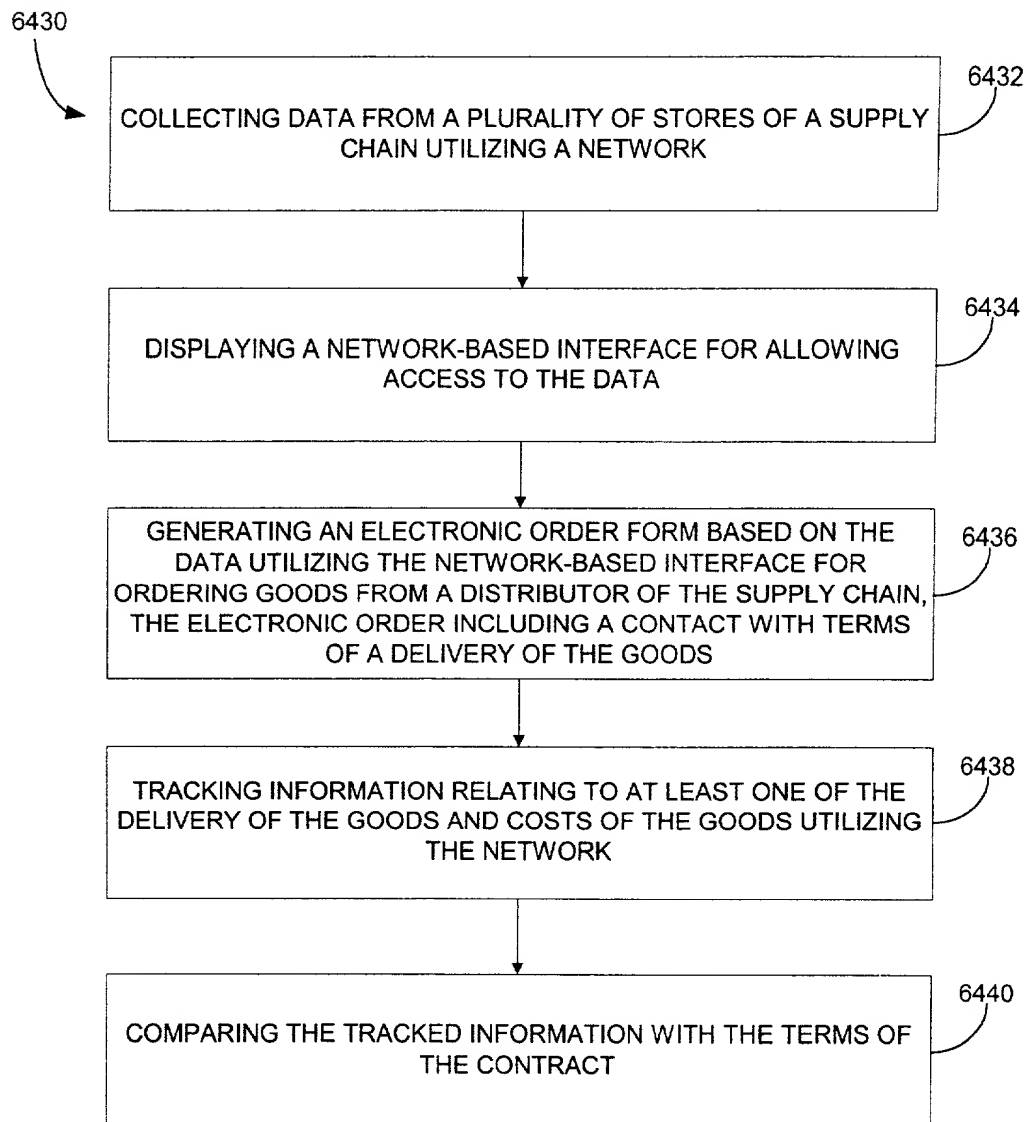 6430
6432
COLLECTING DATA FROM A PLURALITY OF STORES OF A SUPPLY
CHAIN UTILIZING A NETWORK
6434
DISPLAYING A NETWORK-BASED INTERFACE FOR ALLOWING
ACCESS TO THE DATA
6436
GENERATING AN ELECTRONIC ORDER FORM BASED ON THE
DATA UTILIZING THE NETWORK-BASED INTERFACE FOR
ORDERING GOODS FROM A DISTRIBUTOR OF THE SUPPLY CHAIN,
THE ELECTRONIC ORDER INCLUDING A CONTACT WITH TERMS
OF A DELIVERY OF THE GOODS
6438
TRACKING INFORMATION RELATING TO AT LEAST ONE OF THE
DELIVERY OF THE GOODS AND COSTS OF THE GOODS UTILIZING
THE NETWORK
6440
COMPARING THE TRACKED INFORMATION WITH THE TERMS OF
THE CONTRACT